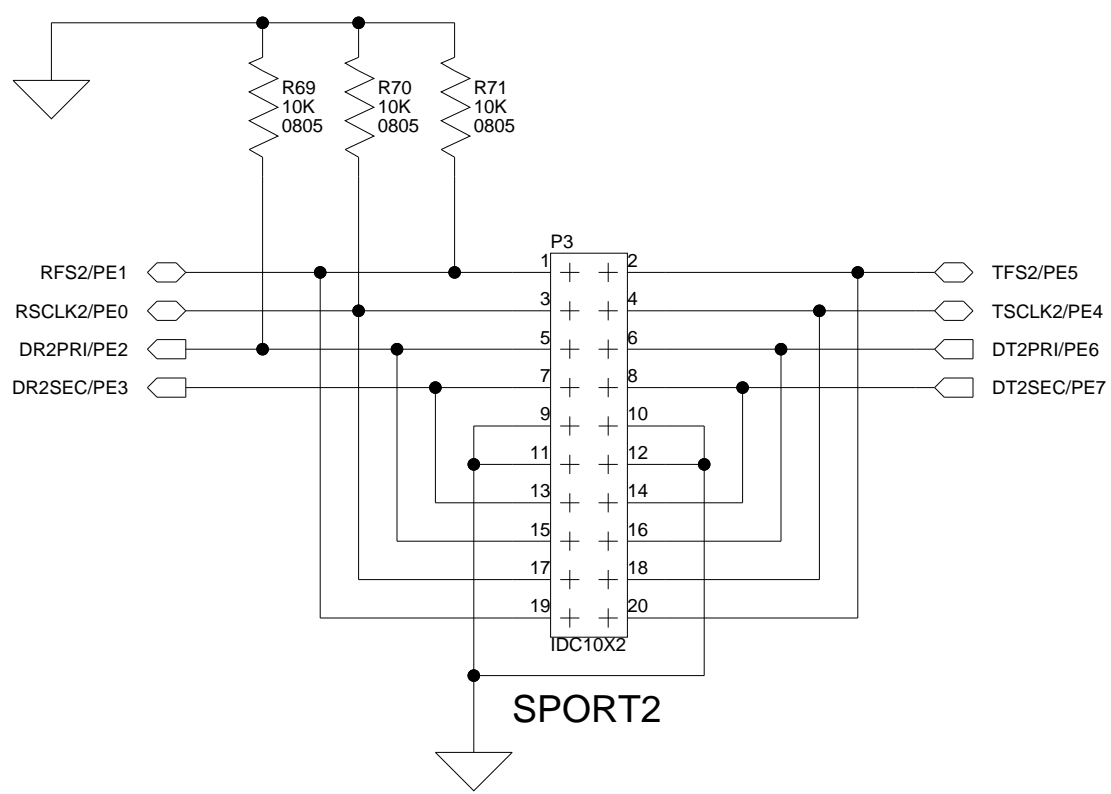 R69
10K
0805
R70
10K
0805
R71
10K
0805
P3
RFS2/PE1
1
2
TFS2/PE5
RSCLK2/PE0
3
4
TSCLK2/PE4
DR2PRI/PE2
5
6
DT2PRI/PE6
DR2SEC/PE3
7
8
DT2SEC/PE7
9
10
11
12
13
14
15
16
17
18
19
20
IDC10X2
SPORT2